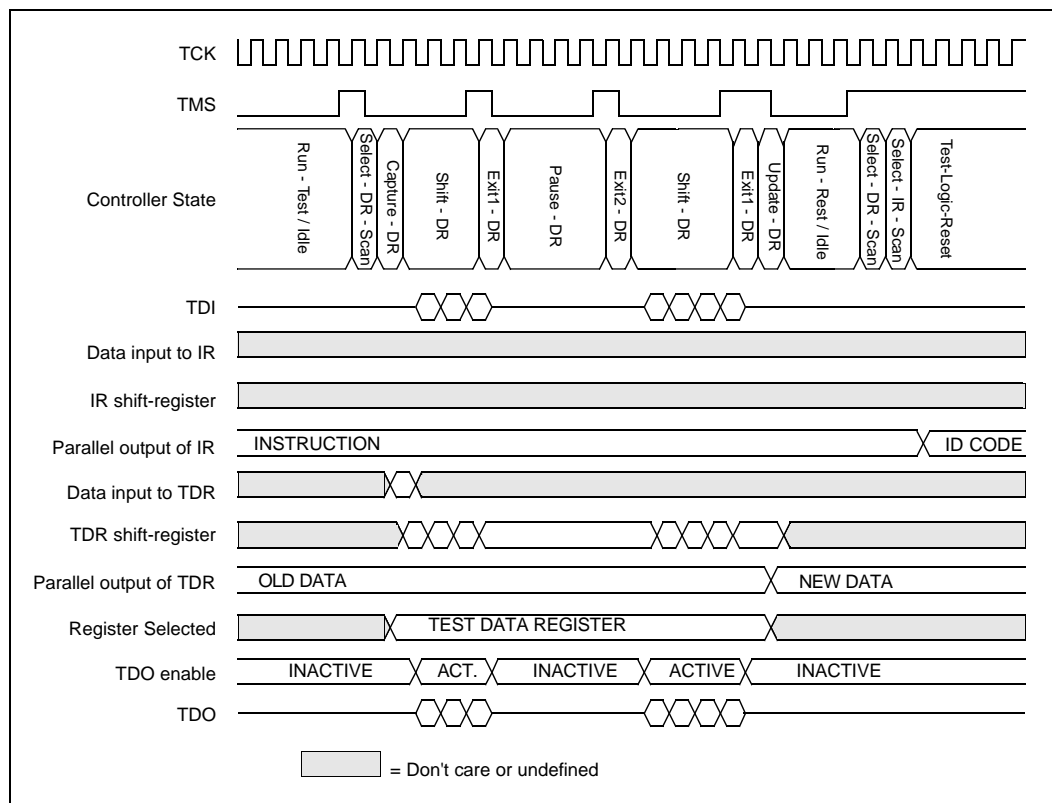 TCK
TMS
Controller State
Run - Test / Idle
Select - DR - Scan
Capture - DR
Shift - DR
Exit1 - DR
Pause - DR
Exit2 - DR
Shift - DR
Exit1 - DR
Update - DR
Run - Rest / Idle
Select - DR - Scan
Select - IR - Scan
Test-Logic-Reset
TDI
Data input to IR
IR shift-register
Parallel output of IR
INSTRUCTION
ID CODE
Data input to TDR
TDR shift-register
Parallel output of TDR
OLD DATA
NEW DATA
Register Selected
TEST DATA REGISTER
TDO enable
INACTIVE
ACT.
INACTIVE
ACTIVE
INACTIVE
TDO
= Don't care or undefined